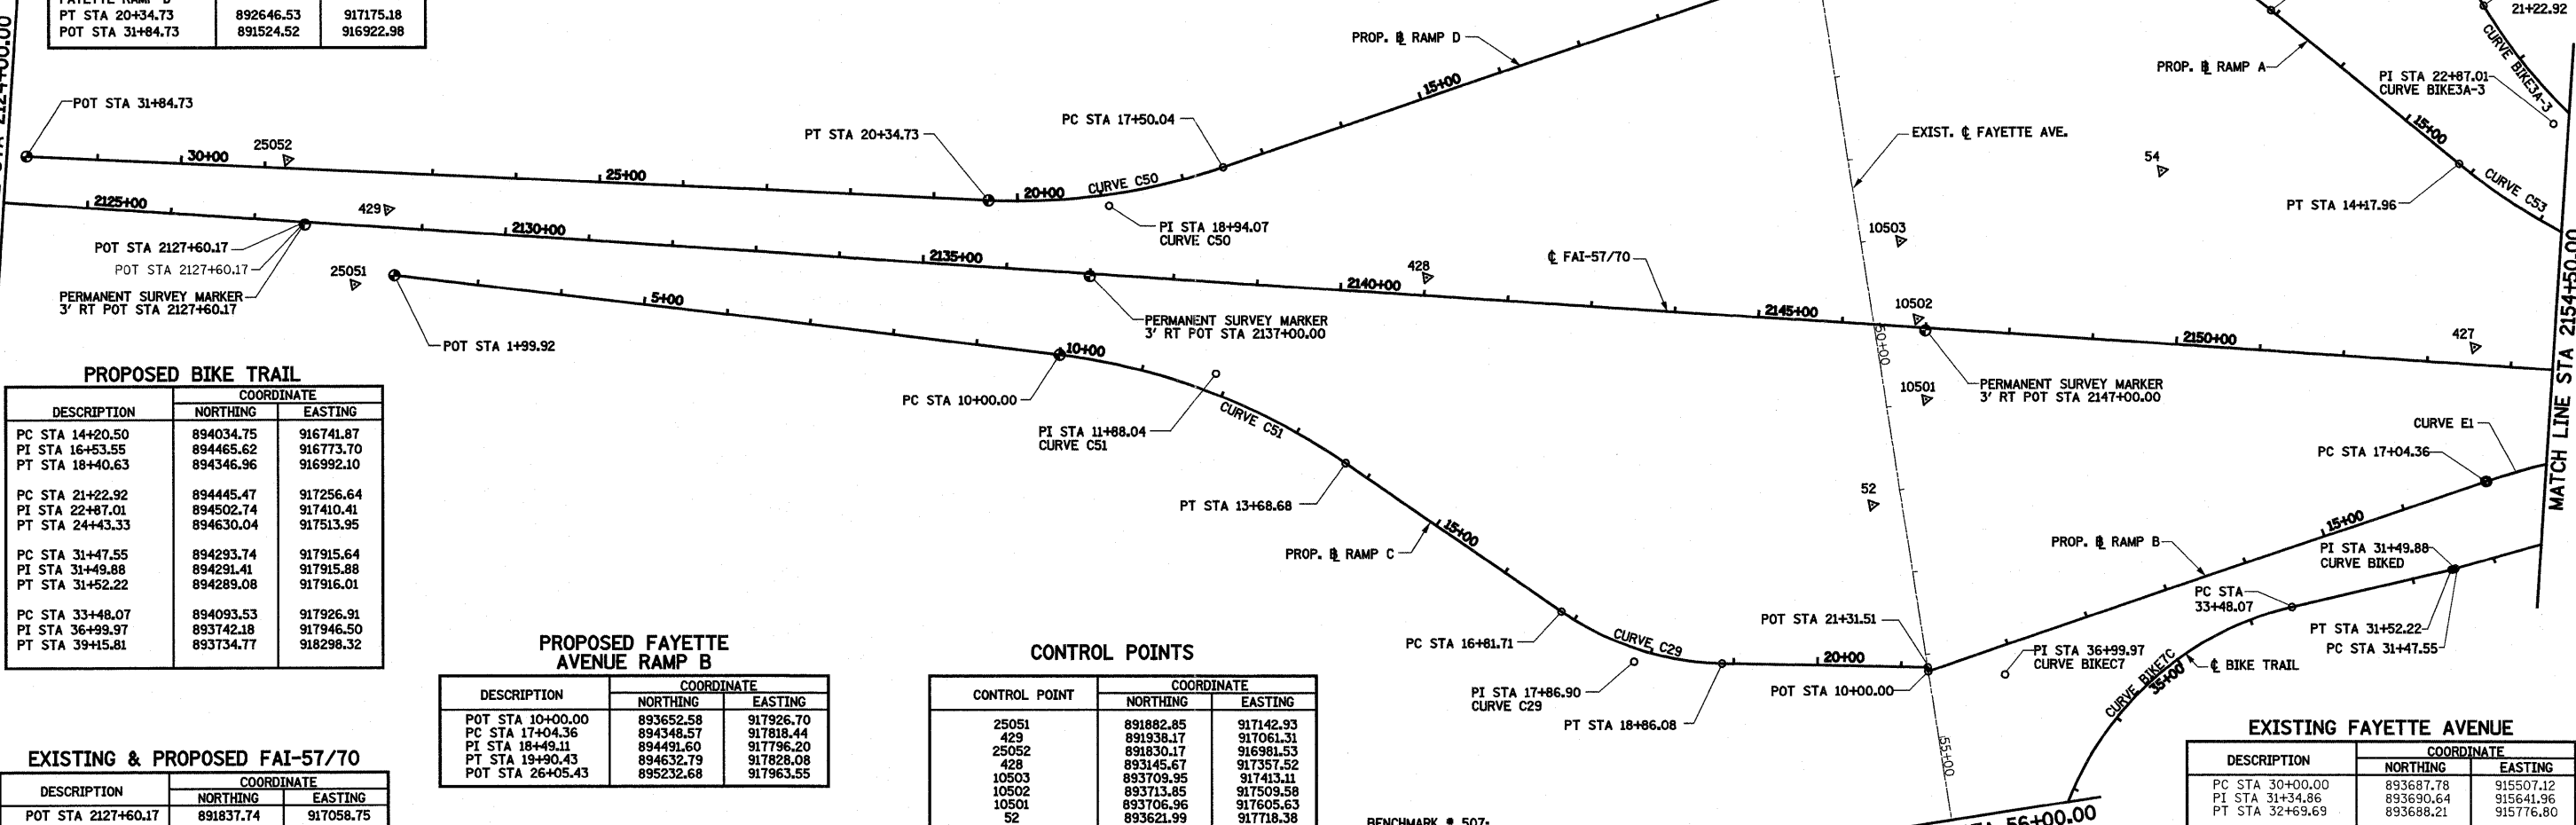 FAYETTE RAMP D
PT STA 20+34.73 892646.53 917175.18
POT STA 31+84.73 891524.52 916922.98
POT STA 31+84.73
25052
30+00
25+00
PT STA 20+34.73
20+00
CURVE C50
PC STA 17+50.04
PI STA 18+94.07
CURVE C50
PROP. ℄ RAMP D
15+00
EXIST. ℄ FAYETTE AVE.
PROP. ℄ RAMP A
15+00
PT STA 14+17.96
CURVE C53
21+22.92
CURVE BIKE3A-3
PI STA 22+87.01
CURVE BIKE3A-3
54
2125+00
429
POT STA 2127+60.17
POT STA 2127+60.17
PERMANENT SURVEY MARKER
3' RT POT STA 2127+60.17
25051
2130+00
2135+00
PERMANENT SURVEY MARKER
3' RT POT STA 2137+00.00
428
2140+00
℄ FAI-57/70
2145+00
10503
10502
50+00
10501
PERMANENT SURVEY MARKER
3' RT POT STA 2147+00.00
2150+00
427
MATCH LINE STA 2154+50.00
POT STA 1+99.92
5+00
10+00
PC STA 10+00.00
PI STA 11+88.04
CURVE C51
CURVE C51
PT STA 13+68.68
15+00
PROP. ℄ RAMP C
PC STA 16+81.71
CURVE C29
PI STA 17+86.90
CURVE C29
PT STA 18+86.08
20+00
POT STA 21+31.51
POT STA 10+00.00
52
PROP. ℄ RAMP B
15+00
PC STA 17+04.36
CURVE E1
PI STA 31+49.88
CURVE BIKED
PC STA
33+48.07
PT STA 31+52.22
PC STA 31+47.55
PI STA 36+99.97
CURVE BIKEC7
℄ BIKE TRAIL
CURVE BIKE7C
35+00
55+00
56+00.00
PROPOSED BIKE TRAIL
DESCRIPTION COORDINATE
NORTHING EASTING
PC STA 14+20.50 894034.75 916741.87
PI STA 16+53.55 894465.62 916773.70
PT STA 18+40.63 894346.96 916992.10
PC STA 21+22.92 894445.47 917256.64
PI STA 22+87.01 894502.74 917410.41
PT STA 24+43.33 894630.04 917513.95
PC STA 31+47.55 894293.74 917915.64
PI STA 31+49.88 894291.41 917915.88
PT STA 31+52.22 894289.08 917916.01
PC STA 33+48.07 894093.53 917926.91
PI STA 36+99.97 893742.18 917946.50
PT STA 39+15.81 893734.77 918298.32
EXISTING & PROPOSED FAI-57/70
DESCRIPTION COORDINATE
NORTHING EASTING
POT STA 2127+60.17 891837.74 917058.75
PROPOSED FAYETTE
AVENUE RAMP B
DESCRIPTION COORDINATE
NORTHING EASTING
POT STA 10+00.00 893652.58 917926.70
PC STA 17+04.36 894348.57 917818.44
PI STA 18+49.11 894491.60 917796.20
PT STA 19+90.43 894632.79 917828.08
POT STA 26+05.43 895232.68 917963.55
CONTROL POINTS
CONTROL POINT COORDINATE
NORTHING EASTING
25051 891882.85 917142.93
429 891938.17 917061.31
25052 891830.17 916981.53
428 893145.67 917357.52
10503 893709.95 917413.11
10502 893713.85 917509.58
10501 893706.96 917605.63
52 893621.99 917718.38
EXISTING FAYETTE AVENUE
DESCRIPTION COORDINATE
NORTHING EASTING
PC STA 30+00.00 893687.78 915507.12
PI STA 31+34.86 893690.64 915641.96
PT STA 32+69.69 893688.21 915776.80